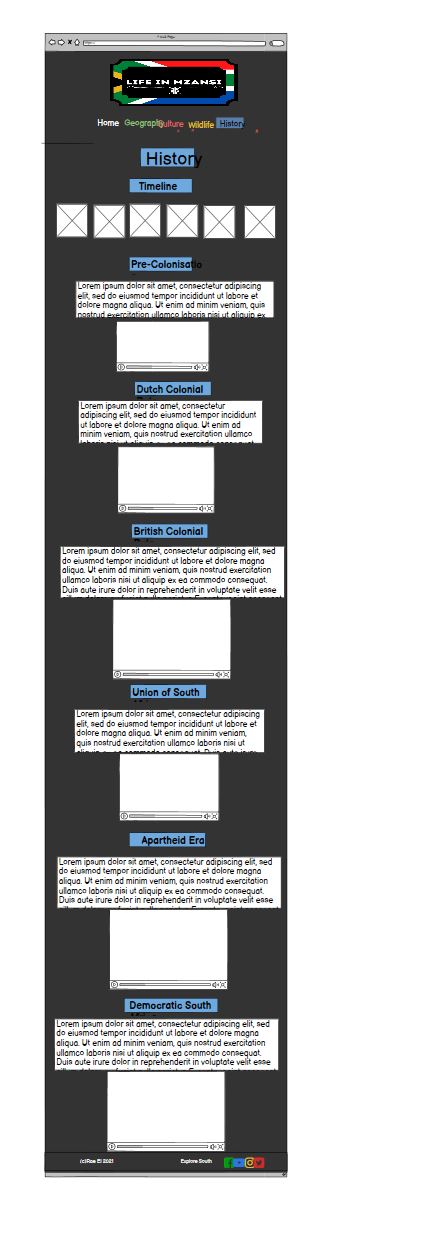 LIFE IN MZANSI
Home Geography Culture Wildlife History
History
Timeline
Pre-Colonisatio
Lorem ipsum dolor sit amet, consectetur adipiscing
elit, sed do eiusmod tempor incididunt ut labore et
dolore magna aliqua. Ut enim ad minim veniam, quis
nostrud exercitation ullamco laboris nisi ut aliquip ex
Dutch Colonial
Lorem ipsum dolor sit amet, consectetur
adipiscing elit, sed do eiusmod tempor incididunt
ut labore et dolore magna aliqua. Ut enim ad
minim veniam, quis nostrud exercitation ullamco
British Colonial
Lorem ipsum dolor sit amet, consectetur adipiscing elit, sed
do eiusmod tempor incididunt ut labore et dolore magna
aliqua. Ut enim ad minim veniam, quis nostrud exercitation
ullamco laboris nisi ut aliquip ex ea commodo consequat.
Duis aute irure dolor in reprehenderit in voluptate velit esse
Union of South
Lorem ipsum dolor sit amet, consectetur adipiscing
elit, sed do eiusmod tempor incididunt ut labore et
dolore magna aliqua. Ut enim ad minim veniam,
quis nostrud exercitation ullamco laboris nisi ut
Apartheid Era
Lorem ipsum dolor sit amet, consectetur adipiscing elit, sed
do eiusmod tempor incididunt ut labore et dolore magna
aliqua. Ut enim ad minim veniam, quis nostrud exercitation
ullamco laboris nisi ut aliquip ex ea commodo consequat.
Duis aute irure dolor in reprehenderit in voluptate velit esse
Democratic South
Lorem ipsum dolor sit amet, consectetur adipiscing elit, sed
do eiusmod tempor incididunt ut labore et dolore magna
aliqua. Ut enim ad minim veniam, quis nostrud exercitation
ullamco laboris nisi ut aliquip ex ea commodo consequat.
Duis aute irure dolor in reprehenderit in voluptate velit esse
(c)Rae El 2021 Explore South